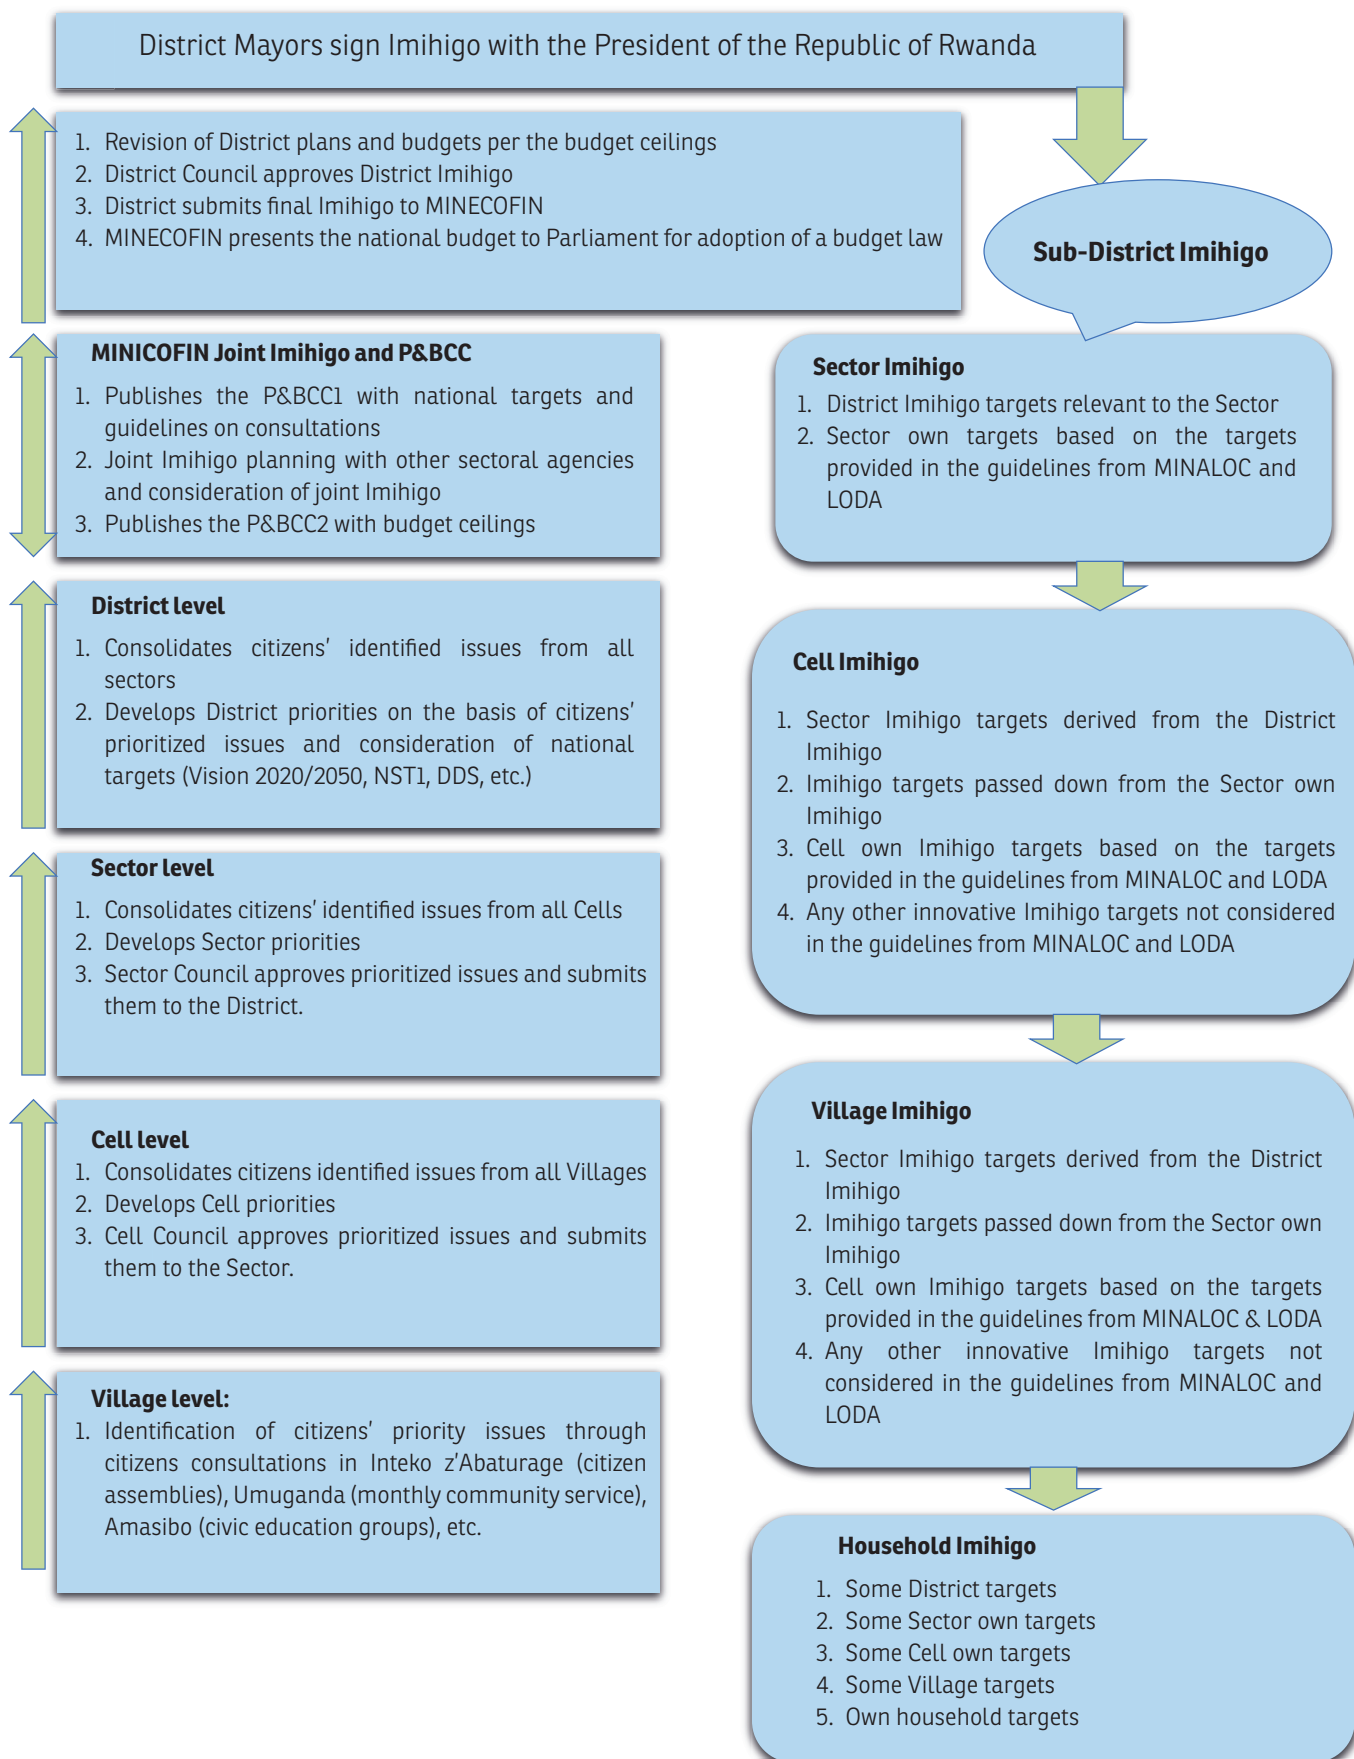 District Mayors sign Imihigo with the President of the Republic of Rwanda
1. Revision of District plans and budgets per the budget ceilings
2. District Council approves District Imihigo
3. District submits final Imihigo to MINECOFIN
4. MINECOFIN presents the national budget to Parliament for adoption of a budget law
MINICOFIN Joint Imihigo and P&BCC
1. Publishes the P&BCC1 with national targets and
guidelines on consultations
2. Joint Imihigo planning with other sectoral agencies
and consideration of joint Imihigo
3. Publishes the P&BCC2 with budget ceilings
District level
1. Consolidates citizens' identified issues from all
sectors
2. Develops District priorities on the basis of citizens'
prioritized issues and consideration of national
targets (Vision 2020/2050, NST1, DDS, etc.)
Sector level
1. Consolidates citizens' identified issues from all Cells
2. Develops Sector priorities
3. Sector Council approves prioritized issues and submits
them to the District.
Cell level
1. Consolidates citizens identified issues from all Villages
2. Develops Cell priorities
3. Cell Council approves prioritized issues and submits
them to the Sector.
Village level:
1. Identification of citizens' priority issues through
citizens consultations in Inteko z'Abaturage (citizen
assemblies), Umuganda (monthly community service),
Amasibo (civic education groups), etc.
Sub-District Imihigo
Sector Imihigo
1. District Imihigo targets relevant to the Sector
2. Sector own targets based on the targets
provided in the guidelines from MINALOC and
LODA
Cell Imihigo
1. Sector Imihigo targets derived from the District
Imihigo
2. Imihigo targets passed down from the Sector own
Imihigo
3. Cell own Imihigo targets based on the targets
provided in the guidelines from MINALOC and LODA
4. Any other innovative Imihigo targets not considered
in the guidelines from MINALOC and LODA
Village Imihigo
1. Sector Imihigo targets derived from the District
Imihigo
2. Imihigo targets passed down from the Sector own
Imihigo
3. Cell own Imihigo targets based on the targets
provided in the guidelines from MINALOC & LODA
4. Any other innovative Imihigo targets not
considered in the guidelines from MINALOC and
LODA
Household Imihigo
1. Some District targets
2. Some Sector own targets
3. Some Cell own targets
4. Some Village targets
5. Own household targets